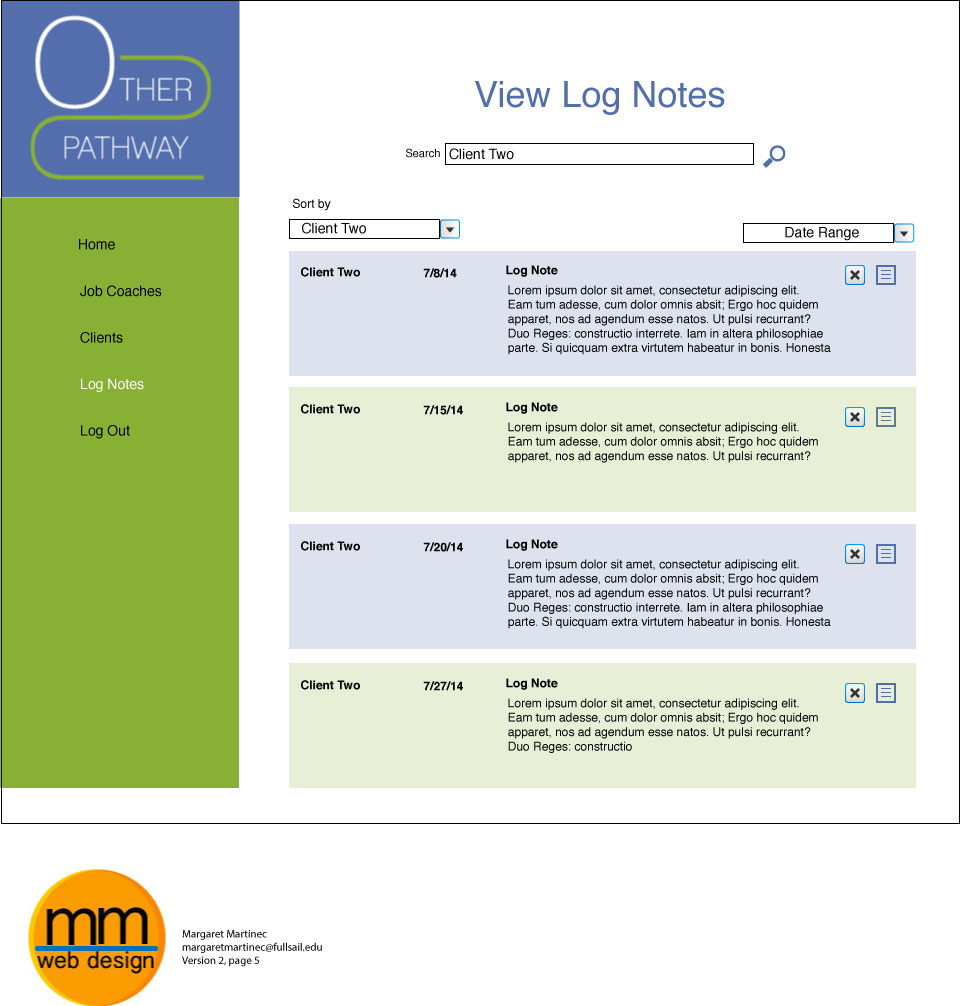 OTHER
PATHWAY
Home
Job Coaches
Clients
Log Notes
Log Out
View Log Notes
Search Client Two
Sort by
Client Two
Date Range
Client Two 7/8/14 Log Note
Lorem ipsum dolor sit amet, consectetur adipiscing elit.
Eam tum adesse, cum dolor omnis absit; Ergo hoc quidem
apparet, nos ad agendum esse natos. Ut pulsi recurrant?
Duo Reges: constructio interrete. Iam in altera philosophiae
parte. Si quicquam extra virtutem habeatur in bonis. Honesta
Client Two 7/15/14 Log Note
Lorem ipsum dolor sit amet, consectetur adipiscing elit.
Eam tum adesse, cum dolor omnis absit; Ergo hoc quidem
apparet, nos ad agendum esse natos. Ut pulsi recurrant?
Client Two 7/20/14 Log Note
Lorem ipsum dolor sit amet, consectetur adipiscing elit.
Eam tum adesse, cum dolor omnis absit; Ergo hoc quidem
apparet, nos ad agendum esse natos. Ut pulsi recurrant?
Duo Reges: constructio interrete. Iam in altera philosophiae
parte. Si quicquam extra virtutem habeatur in bonis. Honesta
Client Two 7/27/14 Log Note
Lorem ipsum dolor sit amet, consectetur adipiscing elit.
Eam tum adesse, cum dolor omnis absit; Ergo hoc quidem
apparet, nos ad agendum esse natos. Ut pulsi recurrant?
Duo Reges: constructio
mm
web design
Margaret Martinec
margaretmartinec@fullsail.edu
Version 2, page 5